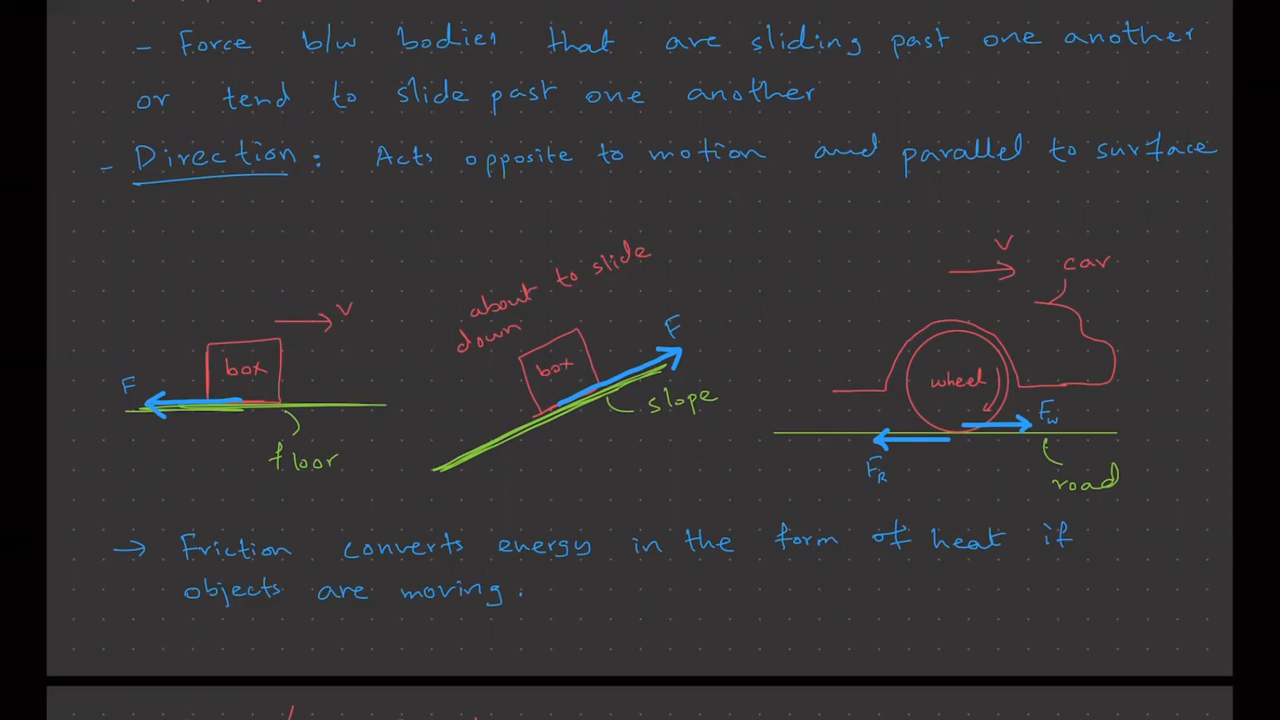 - Force b/w bodies that are sliding past one another
or tend to slide past one another
- Direction: Acts opposite to motion and parallel to surface
about to slide
down
V
box
F
floor
F
box
slope
V
car
wheel
Fw
FR
road
→ Friction converts energy in the form of heat if
objects are moving.